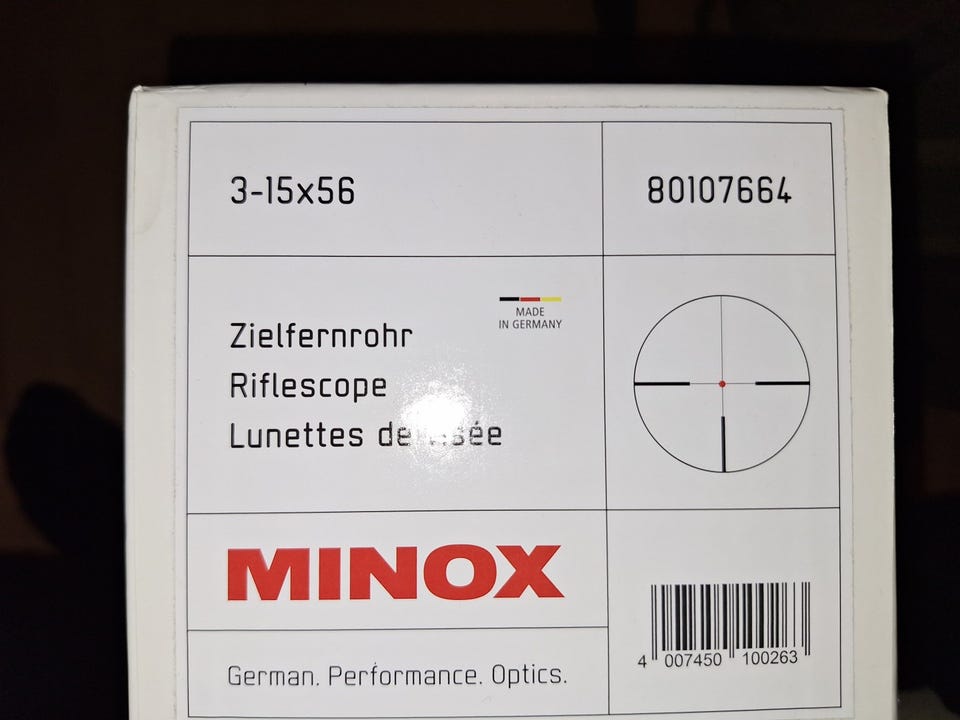 3-15x56
80107664
MADE
IN GERMANY
Zielfernrohr
Riflescope
Lunettes de
MINOX
German. Performance. Optics.
4 007450 100263